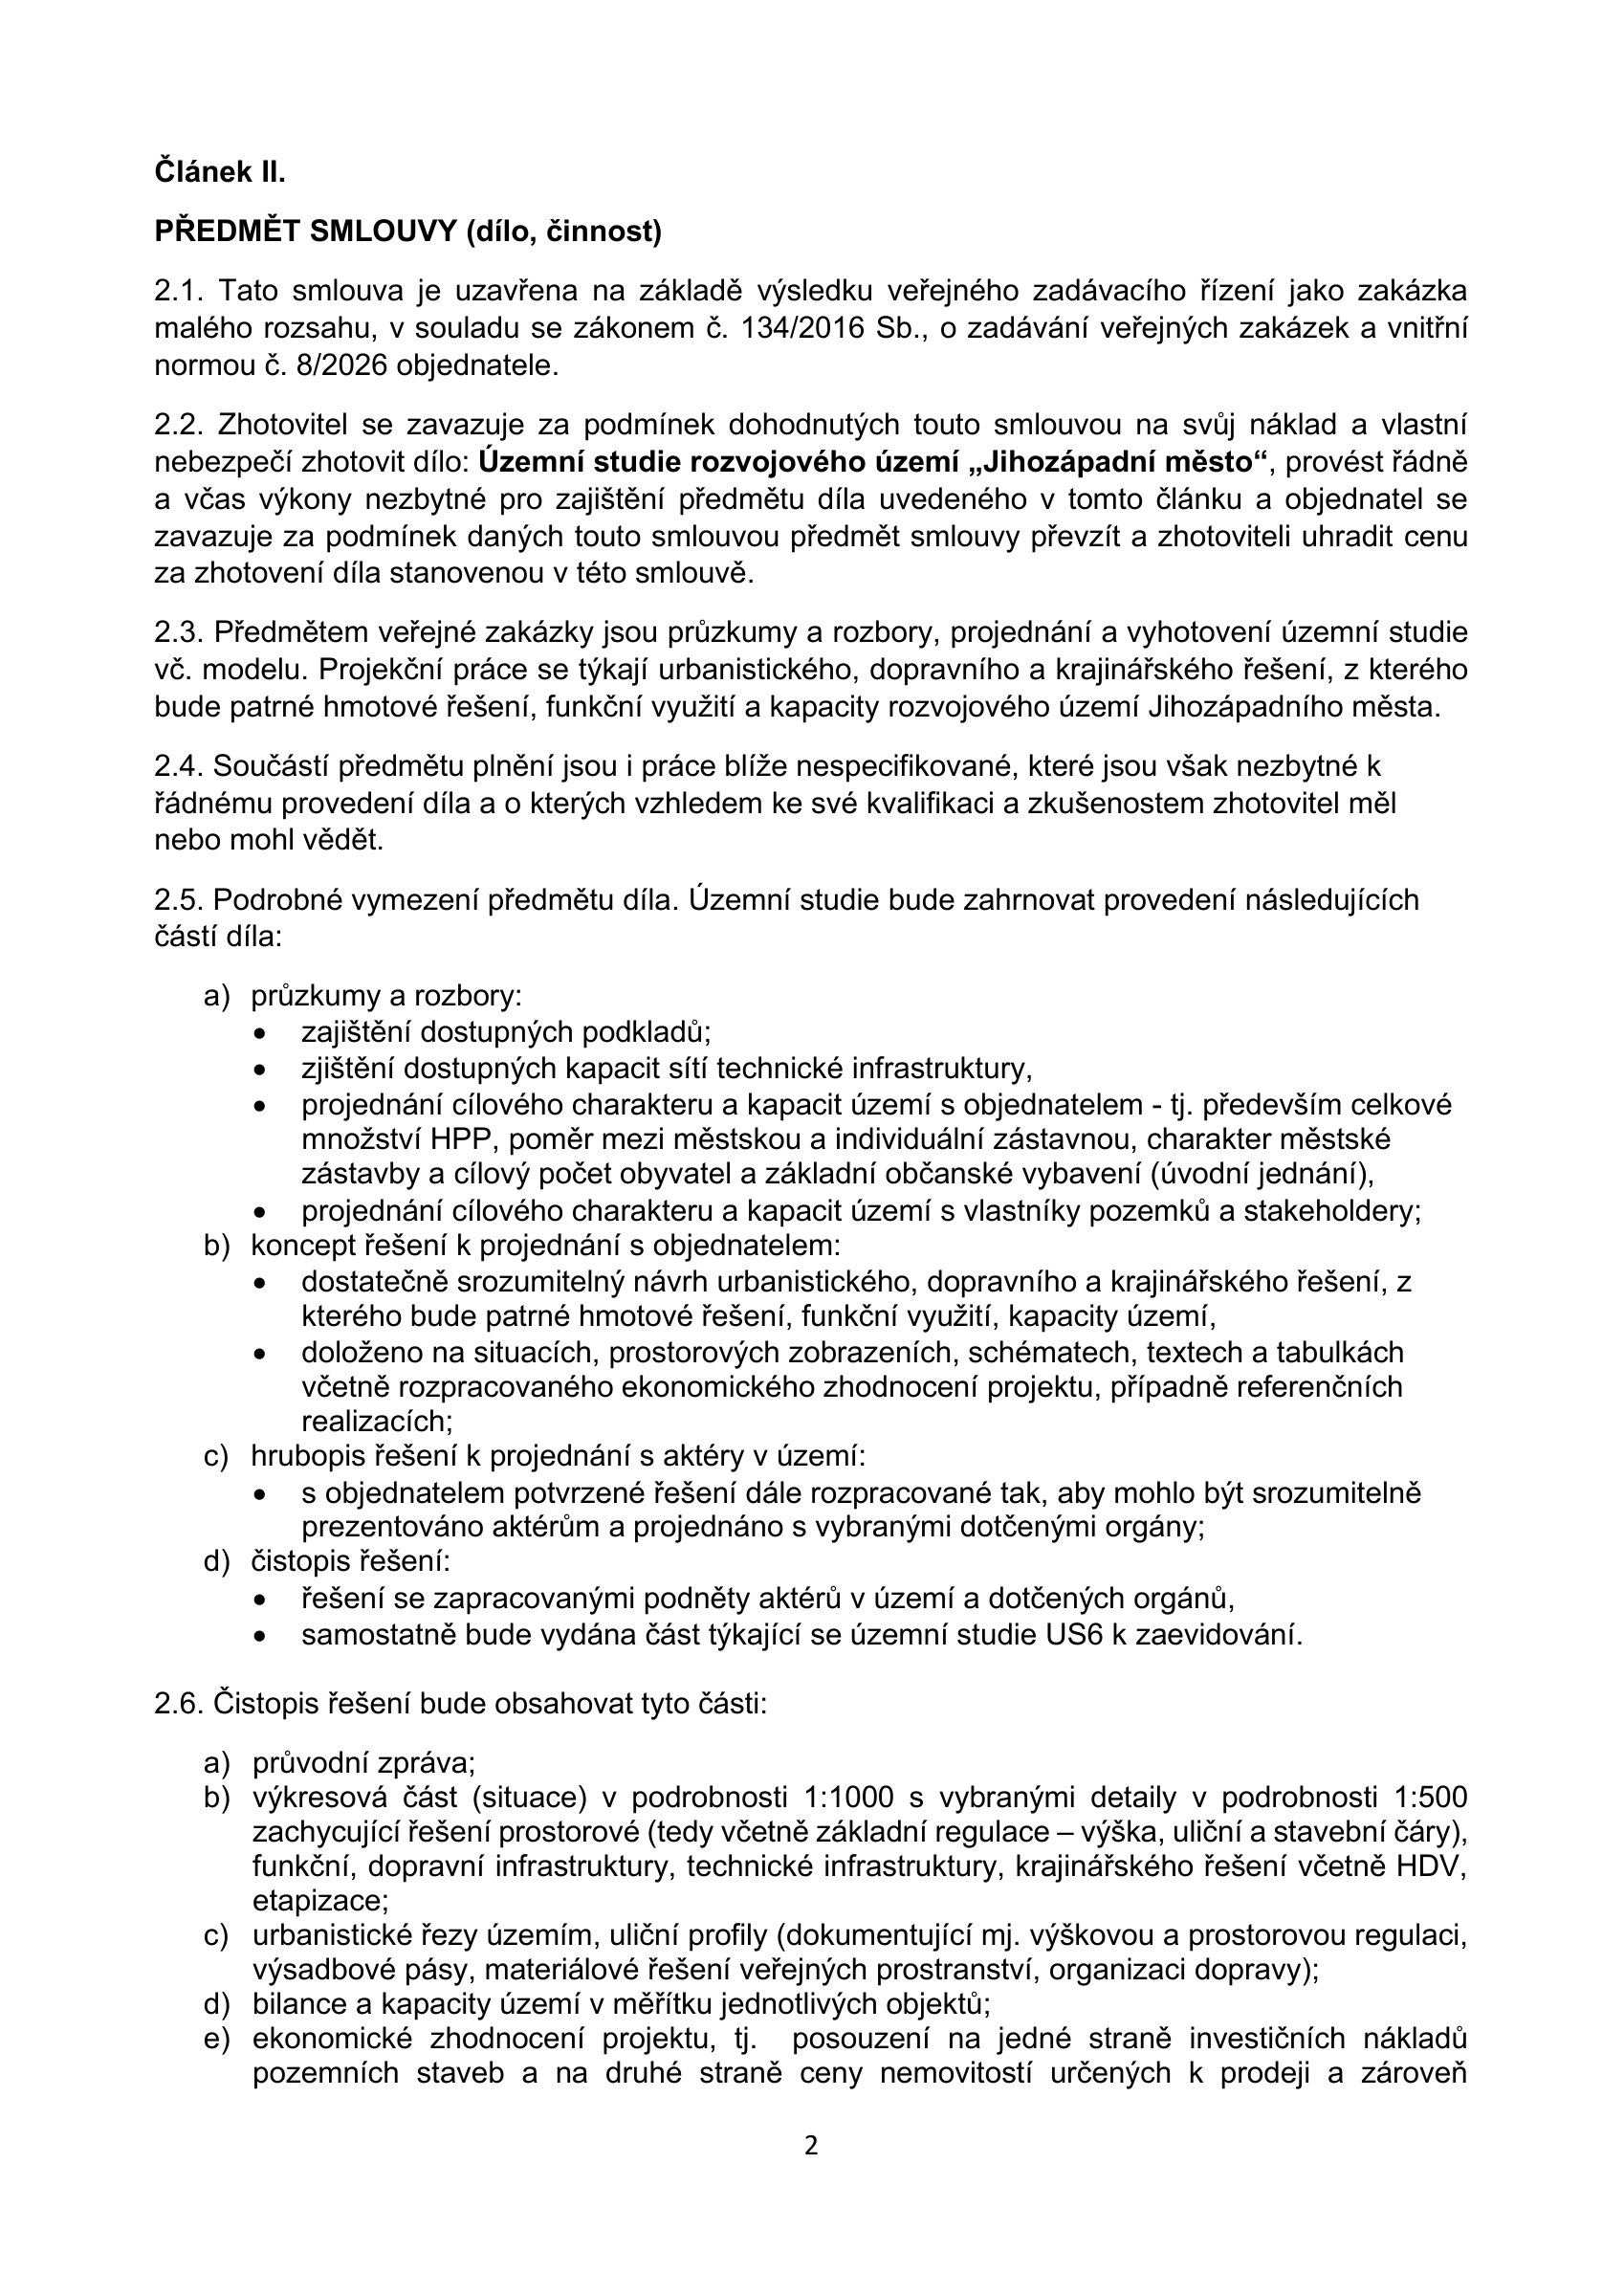 Článek II.
PŘEDMĚT SMLOUVY (dílo, činnost)
2.1. Tato smlouva je uzavřena na základě výsledku veřejného zadávacího řízení jako zakázka
malého rozsahu, v souladu se zákonem č. 134/2016 Sb., o zadávání veřejných zakázek a vnitřní
normou č. 8/2026 objednatele.
2.2. Zhotovitel se zavazuje za podmínek dohodnutých touto smlouvou na svůj náklad a vlastní
nebezpečí zhotovit dílo: Územní studie rozvojového území „Jihozápadní město“, provést řádně
a včas výkony nezbytné pro zajištění předmětu díla uvedeného v tomto článku a objednatel se
zavazuje za podmínek daných touto smlouvou předmět smlouvy převzít a zhotoviteli uhradit cenu
za zhotovení díla stanovenou v této smlouvě.
2.3. Předmětem veřejné zakázky jsou průzkumy a rozbory, projednání a vyhotovení územní studie
vč. modelu. Projekční práce se týkají urbanistického, dopravního a krajinářského řešení, z kterého
bude patrné hmotové řešení, funkční využití a kapacity rozvojového území Jihozápadního města.
2.4. Součástí předmětu plnění jsou i práce blíže nespecifikované, které jsou však nezbytné k
řádnému provedení díla a o kterých vzhledem ke své kvalifikaci a zkušenostem zhotovitel měl
nebo mohl vědět.
2.5. Podrobné vymezení předmětu díla. Územní studie bude zahrnovat provedení následujících
částí díla:
a) průzkumy a rozbory:
• zajištění dostupných podkladů;
• zjištění dostupných kapacit sítí technické infrastruktury,
• projednání cílového charakteru a kapacit území s objednatelem - tj. především celkové
množství HPP, poměr mezi městskou a individuální zástavnou, charakter městské
zástavby a cílový počet obyvatel a základní občanské vybavení (úvodní jednání),
• projednání cílového charakteru a kapacit území s vlastníky pozemků a stakeholdery;
b) koncept řešení k projednání s objednatelem:
• dostatečně srozumitelný návrh urbanistického, dopravního a krajinářského řešení, z
kterého bude patrné hmotové řešení, funkční využití, kapacity území,
• doloženo na situacích, prostorových zobrazeních, schématech, textech a tabulkách
včetně rozpracovaného ekonomického zhodnocení projektu, případně referenčních
realizacích;
c) hrubopis řešení k projednání s aktéry v území:
• s objednatelem potvrzené řešení dále rozpracované tak, aby mohlo být srozumitelně
prezentováno aktérům a projednáno s vybranými dotčenými orgány;
d) čistopis řešení:
• řešení se zapracovanými podněty aktérů v území a dotčených orgánů,
• samostatně bude vydána část týkající se územní studie US6 k zaevidování.
2.6. Čistopis řešení bude obsahovat tyto části:
a) průvodní zpráva;
b) výkresová část (situace) v podrobnosti 1:1000 s vybranými detaily v podrobnosti 1:500
zachycující řešení prostorové (tedy včetně základní regulace – výška, uliční a stavební čáry),
funkční, dopravní infrastruktury, technické infrastruktury, krajinářského řešení včetně HDV,
etapizace;
c) urbanistické řezy územím, uliční profily (dokumentující mj. výškovou a prostorovou regulaci,
výsadbové pásy, materiálové řešení veřejných prostranství, organizaci dopravy);
d) bilance a kapacity území v měřítku jednotlivých objektů;
e) ekonomické zhodnocení projektu, tj. posouzení na jedné straně investičních nákladů
pozemních staveb a na druhé straně ceny nemovitostí určených k prodeji a zároveň
2